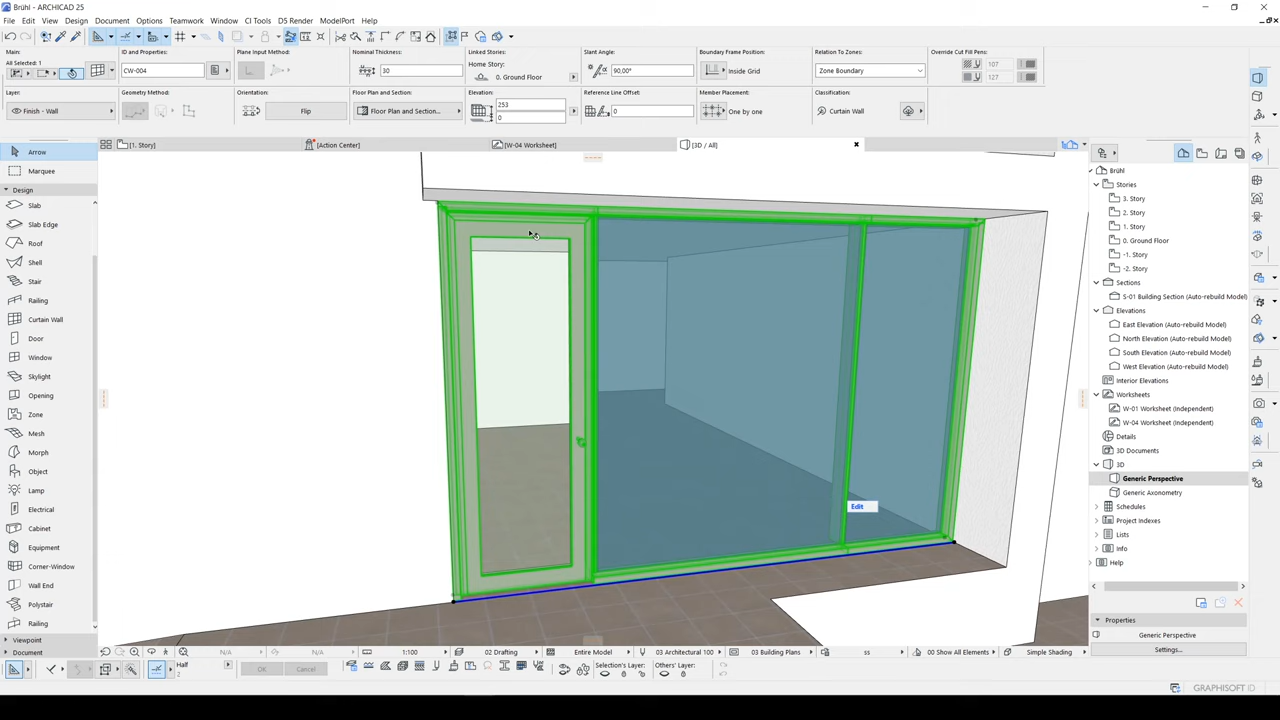 Brühl - ARCHICAD 25
File Edit View Design Document Options Teamwork Window CI Tools D5 Render ModelPort Help
Main: ID and Properties: Plane Input Method: Nominal Thickness: Linked Stories: Slant Angle: Boundary Frame Position: Relation To Zones: Override Cut Fill Pens:
All Selected: 1
CW-004
30
Home Story:
0. Ground Floor
90,00°
Inside Grid
Zone Boundary
107
127
Layer: Geometry Method: Orientation: Floor Plan and Section: Elevation: Reference Line Offset: Member Placement: Classification:
Finish - Wall
Flip
Floor Plan and Section...
253
0
0
One by one
Curtain Wall
[1. Story] [Action Center] [W-04 Worksheet] [3D / All]
Arrow
Marquee
Design
Slab
Slab Edge
Roof
Shell
Stair
Railing
Curtain Wall
Door
Window
Skylight
Opening
Zone
Mesh
Morph
Object
Lamp
Electrical
Cabinet
Equipment
Corner-Window
Wall End
Polystair
Railing
Viewpoint
Document
Edit
Brühl
Stories
3. Story
2. Story
1. Story
0. Ground Floor
-1. Story
-2. Story
Sections
S-01 Building Section (Auto-rebuild Model)
Elevations
East Elevation (Auto-rebuild Model)
North Elevation (Auto-rebuild Model)
South Elevation (Auto-rebuild Model)
West Elevation (Auto-rebuild Model)
Interior Elevations
Worksheets
W-01 Worksheet (Independent)
W-04 Worksheet (Independent)
Details
3D Documents
3D
Generic Perspective
Generic Axonometry
Schedules
Project Indexes
Lists
Info
Help
Properties
Generic Perspective
Settings...
N/A N/A 1:100 02 Drafting Entire Model 03 Architectural 100 03 Building Plans ss 00 Show All Elements Simple Shading
Half
2
OK Cancel
Selection's Layer: Others' Layer:
GRAPHISOFT ID